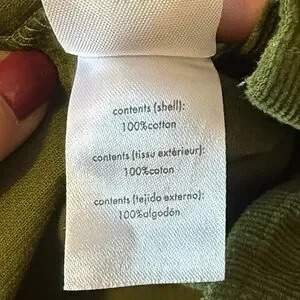 contents (shell):
100%cotton
contents (tissu extérieur):
100%coton
contents (tejido externo):
100%algodón